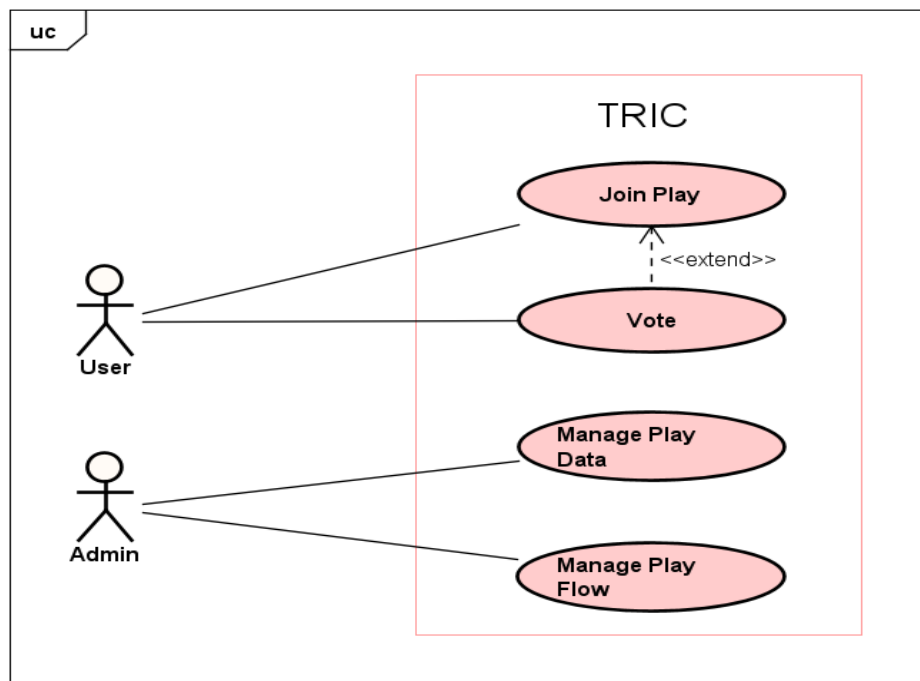 uc
TRIC
Join Play
<<extend>>
Vote
User
Manage Play
Data
Admin
Manage Play
Flow